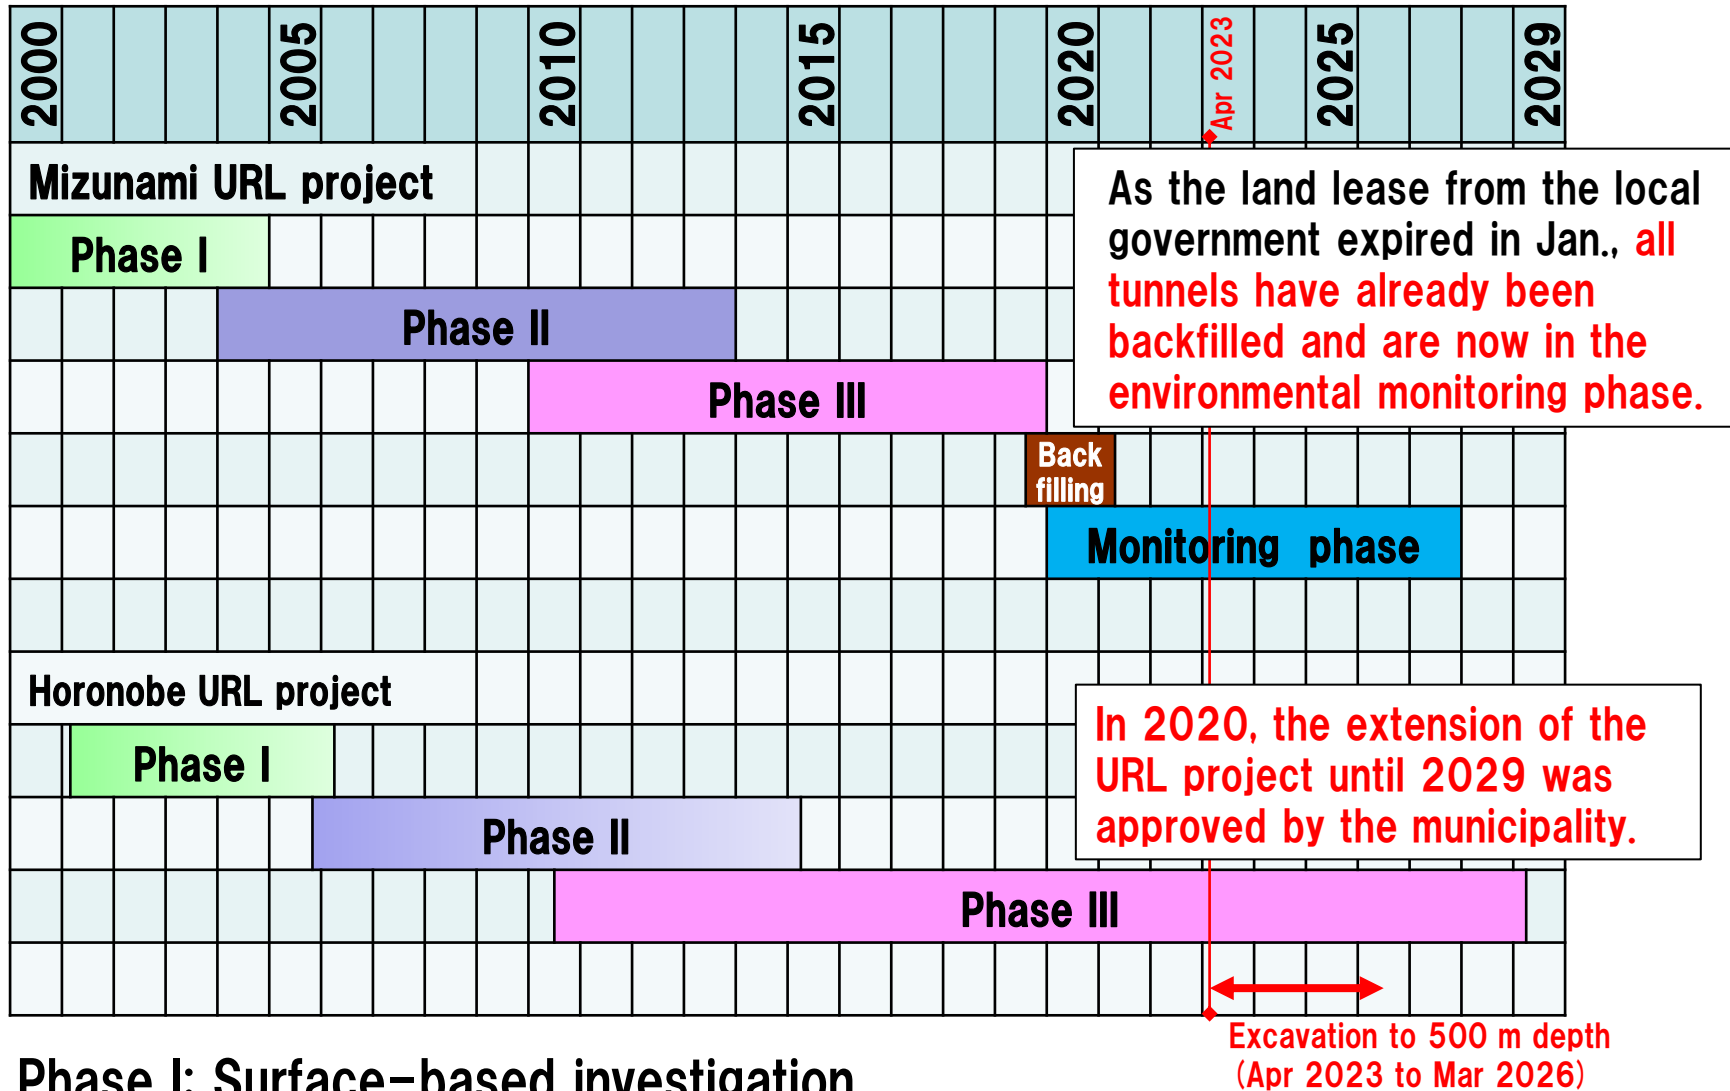 2000
2005
2010
2015
2020
Apr 2023
2025
2029
Mizunami URL project
As the land lease from the local
government expired in Jan., all
tunnels have already been
backfilled and are now in the
environmental monitoring phase.
Phase I
Phase II
Phase III
Back
filling
Monitoring phase
Horonobe URL project
In 2020, the extension of the
URL project until 2029 was
approved by the municipality.
Phase I
Phase II
Phase III
Excavation to 500 m depth
(Apr 2023 to Mar 2026)
Phase I: Surface-based investigation